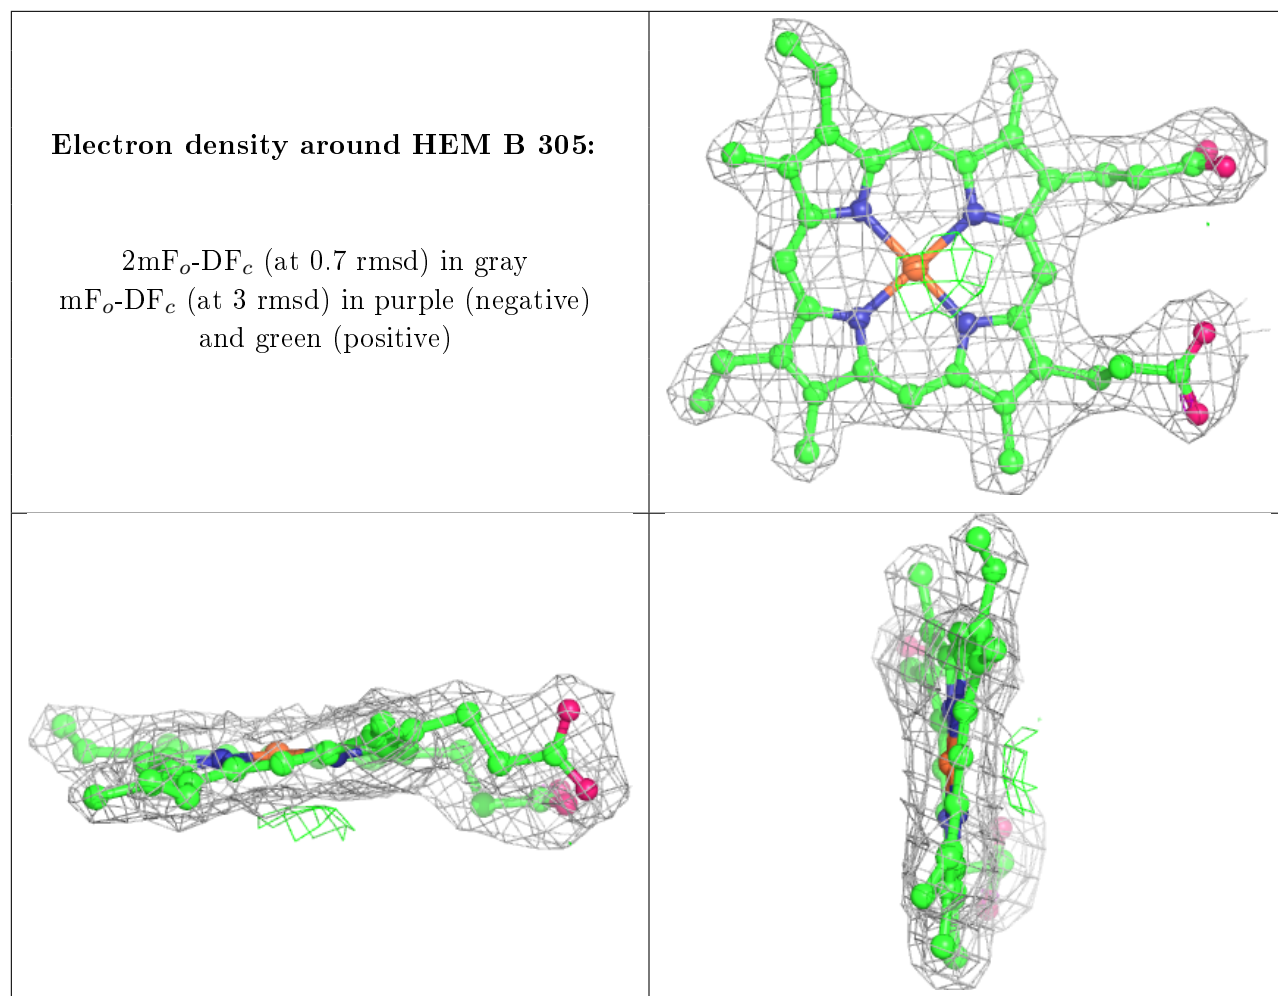 Electron density around HEM B 305:
2mFₒ-DF𝒸 (at 0.7 rmsd) in gray
mFₒ-DF𝒸 (at 3 rmsd) in purple (negative)
and green (positive)